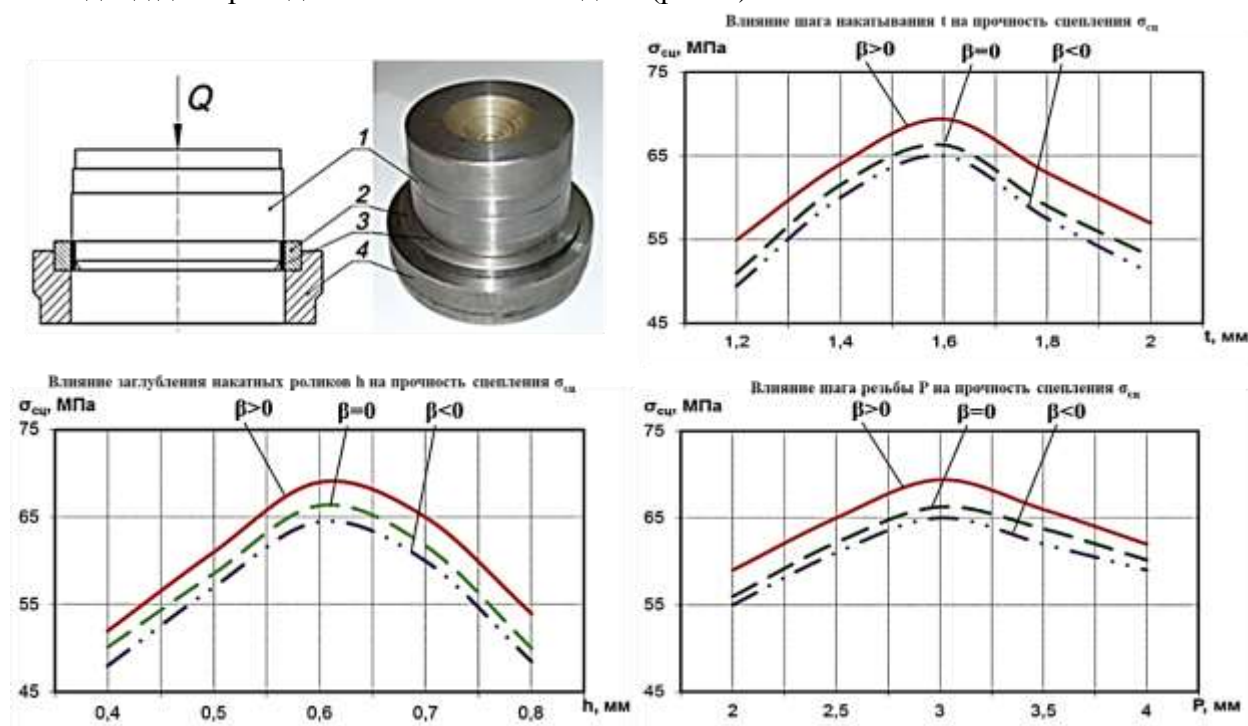 Q
1
2
3
4
Влияние шага накатывания t на прочность сцепления σсц
σсц, МПа
β>0 β=0 β<0
75
65
55
45
1,2 1,4 1,6 1,8 2 t, мм
Влияние заглубления накатных роликов h на прочность сцепления σсц
σсц, МПа
β>0 β=0 β<0
75
65
55
45
0,4 0,5 0,6 0,7 0,8 h, мм
Влияние шага резьбы P на прочность сцепления σсц
σсц, МПа
β>0 β=0 β<0
75
65
55
45
2 2,5 3 3,5 4 P, мм